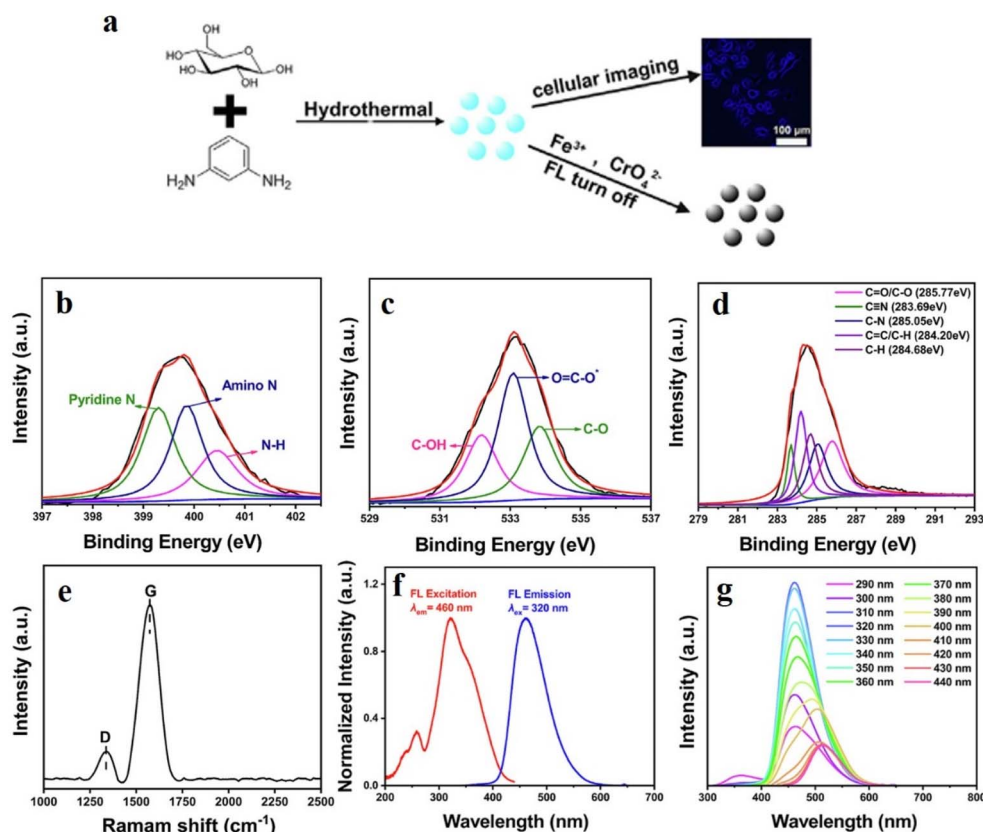 a
OH
HO
HO
O
OH
OH
H₂N
NH₂
Hydrothermal
cellular imaging
100 μm
Fe³⁺ , CrO₄²⁻
FL turn off
b
Pyridine N
Amino N
N-H
Intensity (a.u.)
397 398 399 400 401 402
Binding Energy (eV)
c
O=C-O*
C-OH
C-O
Intensity (a.u.)
529 531 533 535 537
Binding Energy (eV)
d
C=O/C-O (285.77eV)
C≡N (283.69eV)
C-N (285.05eV)
C=C/C-H (284.20eV)
C-H (284.68eV)
Intensity (a.u.)
279 281 283 285 287 289 291 293
Binding Energy (eV)
e
G
D
Intensity (a.u.)
1000 1250 1500 1750 2000 2250 2500
Ramam shift (cm⁻¹)
f
FL Excitation
λem= 460 nm
FL Emission
λex= 320 nm
Normalized Intensity (a.u.)
1.2
0.8
0.4
0.0
200 300 400 500 600 700
Wavelength (nm)
g
290 nm 370 nm
300 nm 380 nm
310 nm 390 nm
320 nm 400 nm
330 nm 410 nm
340 nm 420 nm
350 nm 430 nm
360 nm 440 nm
Intensity (a.u.)
300 400 500 600 700 800
Wavelength (nm)